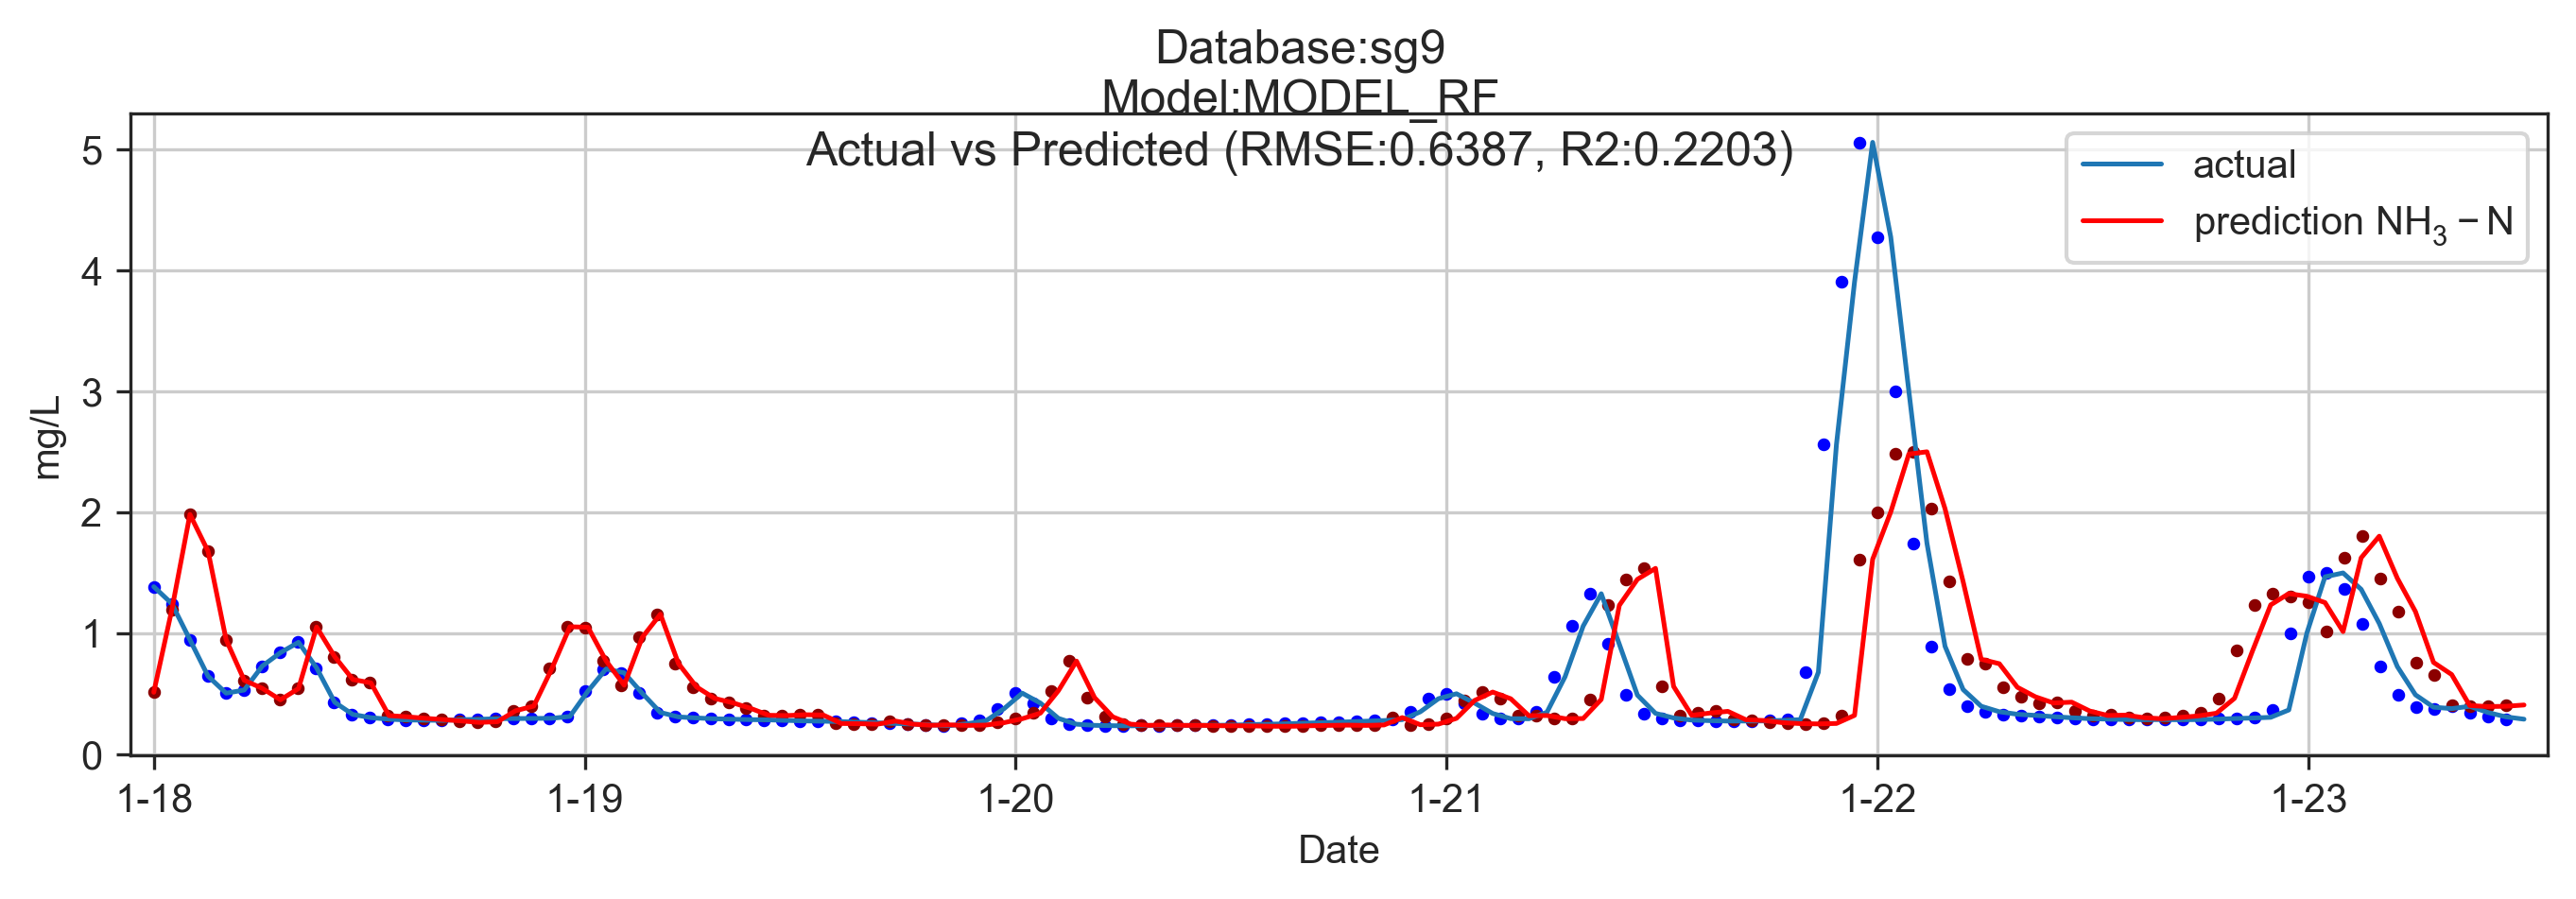 Database:sg9
Model:MODEL_RF
Actual vs Predicted (RMSE:0.6387, R2:0.2203)
actual
prediction NH₃ − N
5
4
3
2
1
0
mg/L
1-18 1-19 1-20 1-21 1-22 1-23
Date